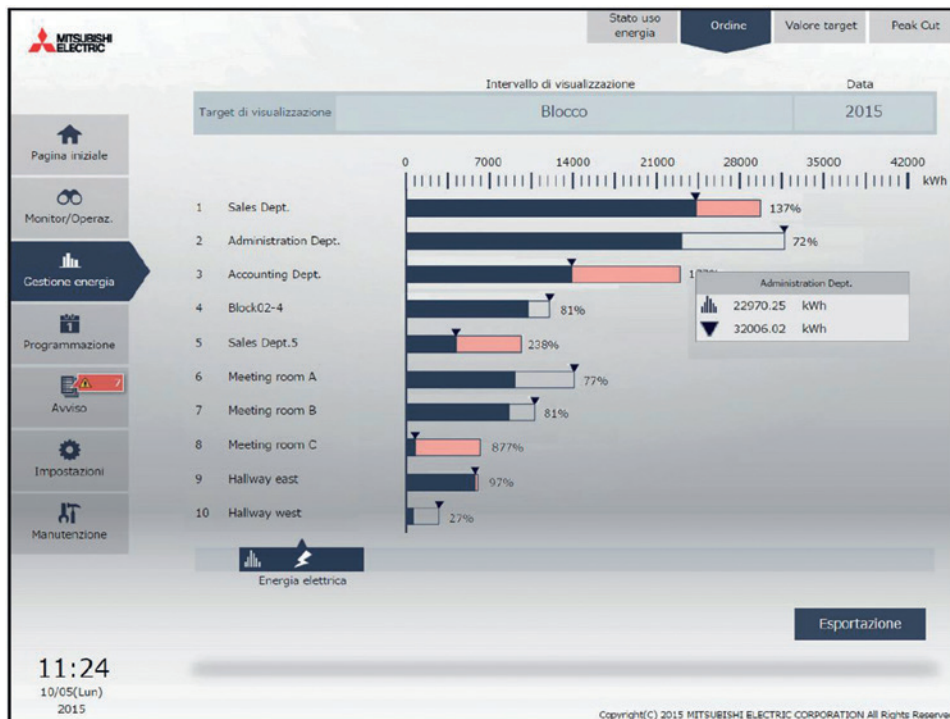 MITSUBISHI
ELECTRIC
Stato uso
energia
Ordine
Valore target
Peak Cut
Intervallo di visualizzazione
Data
Target di visualizzazione
Blocco
2015
Pagina iniziale
Monitor/Operaz.
Gestione energia
1
Programmazione
7
Avviso
Impostazioni
Manutenzione
0 7000 14000 21000 28000 35000 42000
kWh
1 Sales Dept. 137%
2 Administration Dept. 72%
3 Accounting Dept.
4 Block02-4 81%
5 Sales Dept.5 238%
6 Meeting room A 77%
7 Meeting room B 81%
8 Meeting room C 877%
9 Hallway east 97%
10 Hallway west 27%
Administration Dept.
22970.25 kWh
32006.02 kWh
Energia elettrica
Esportazione
11:24
10/05(Lun)
2015
Copyright(C) 2015 MITSUBISHI ELECTRIC CORPORATION All Rights Reserve